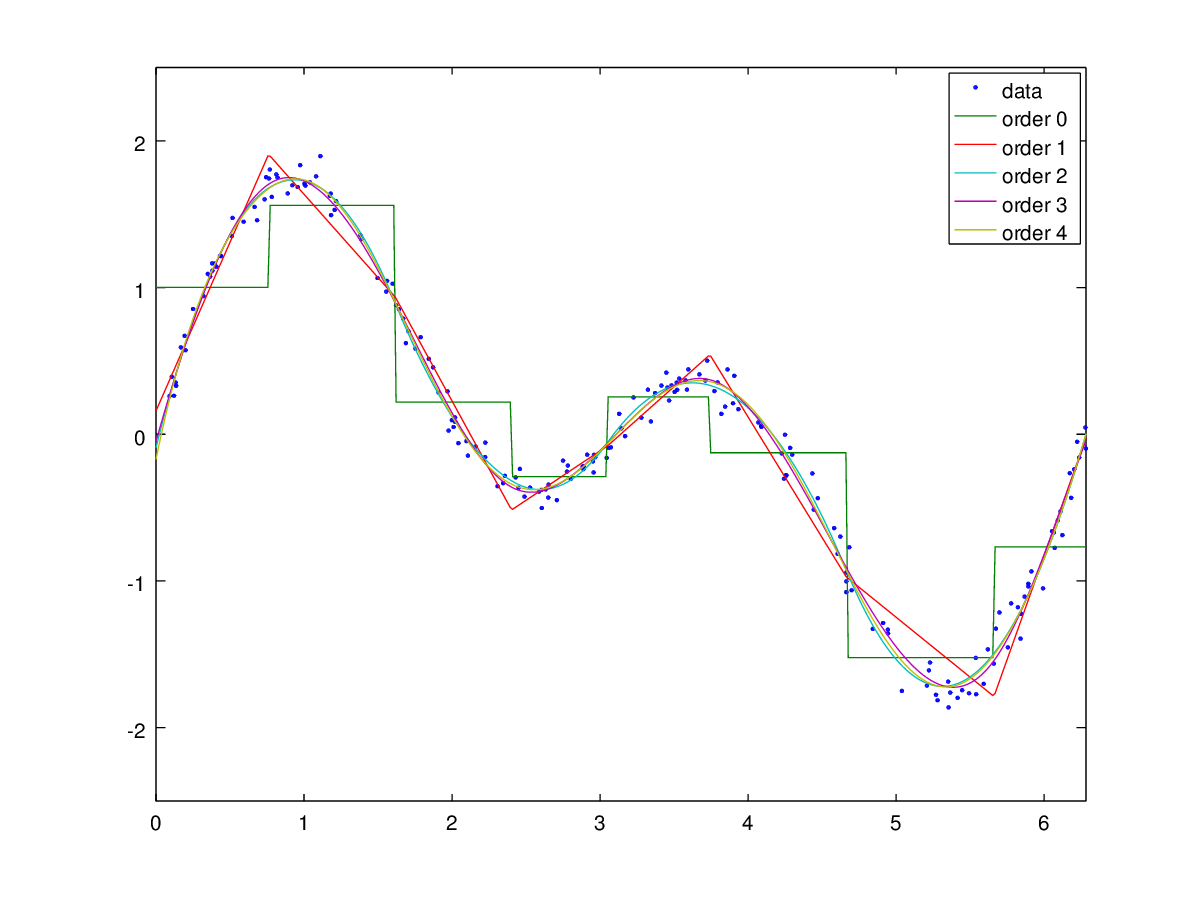 data
order 0
order 1
order 2
order 3
order 4
2
1
0
-1
-2
0 1 2 3 4 5 6